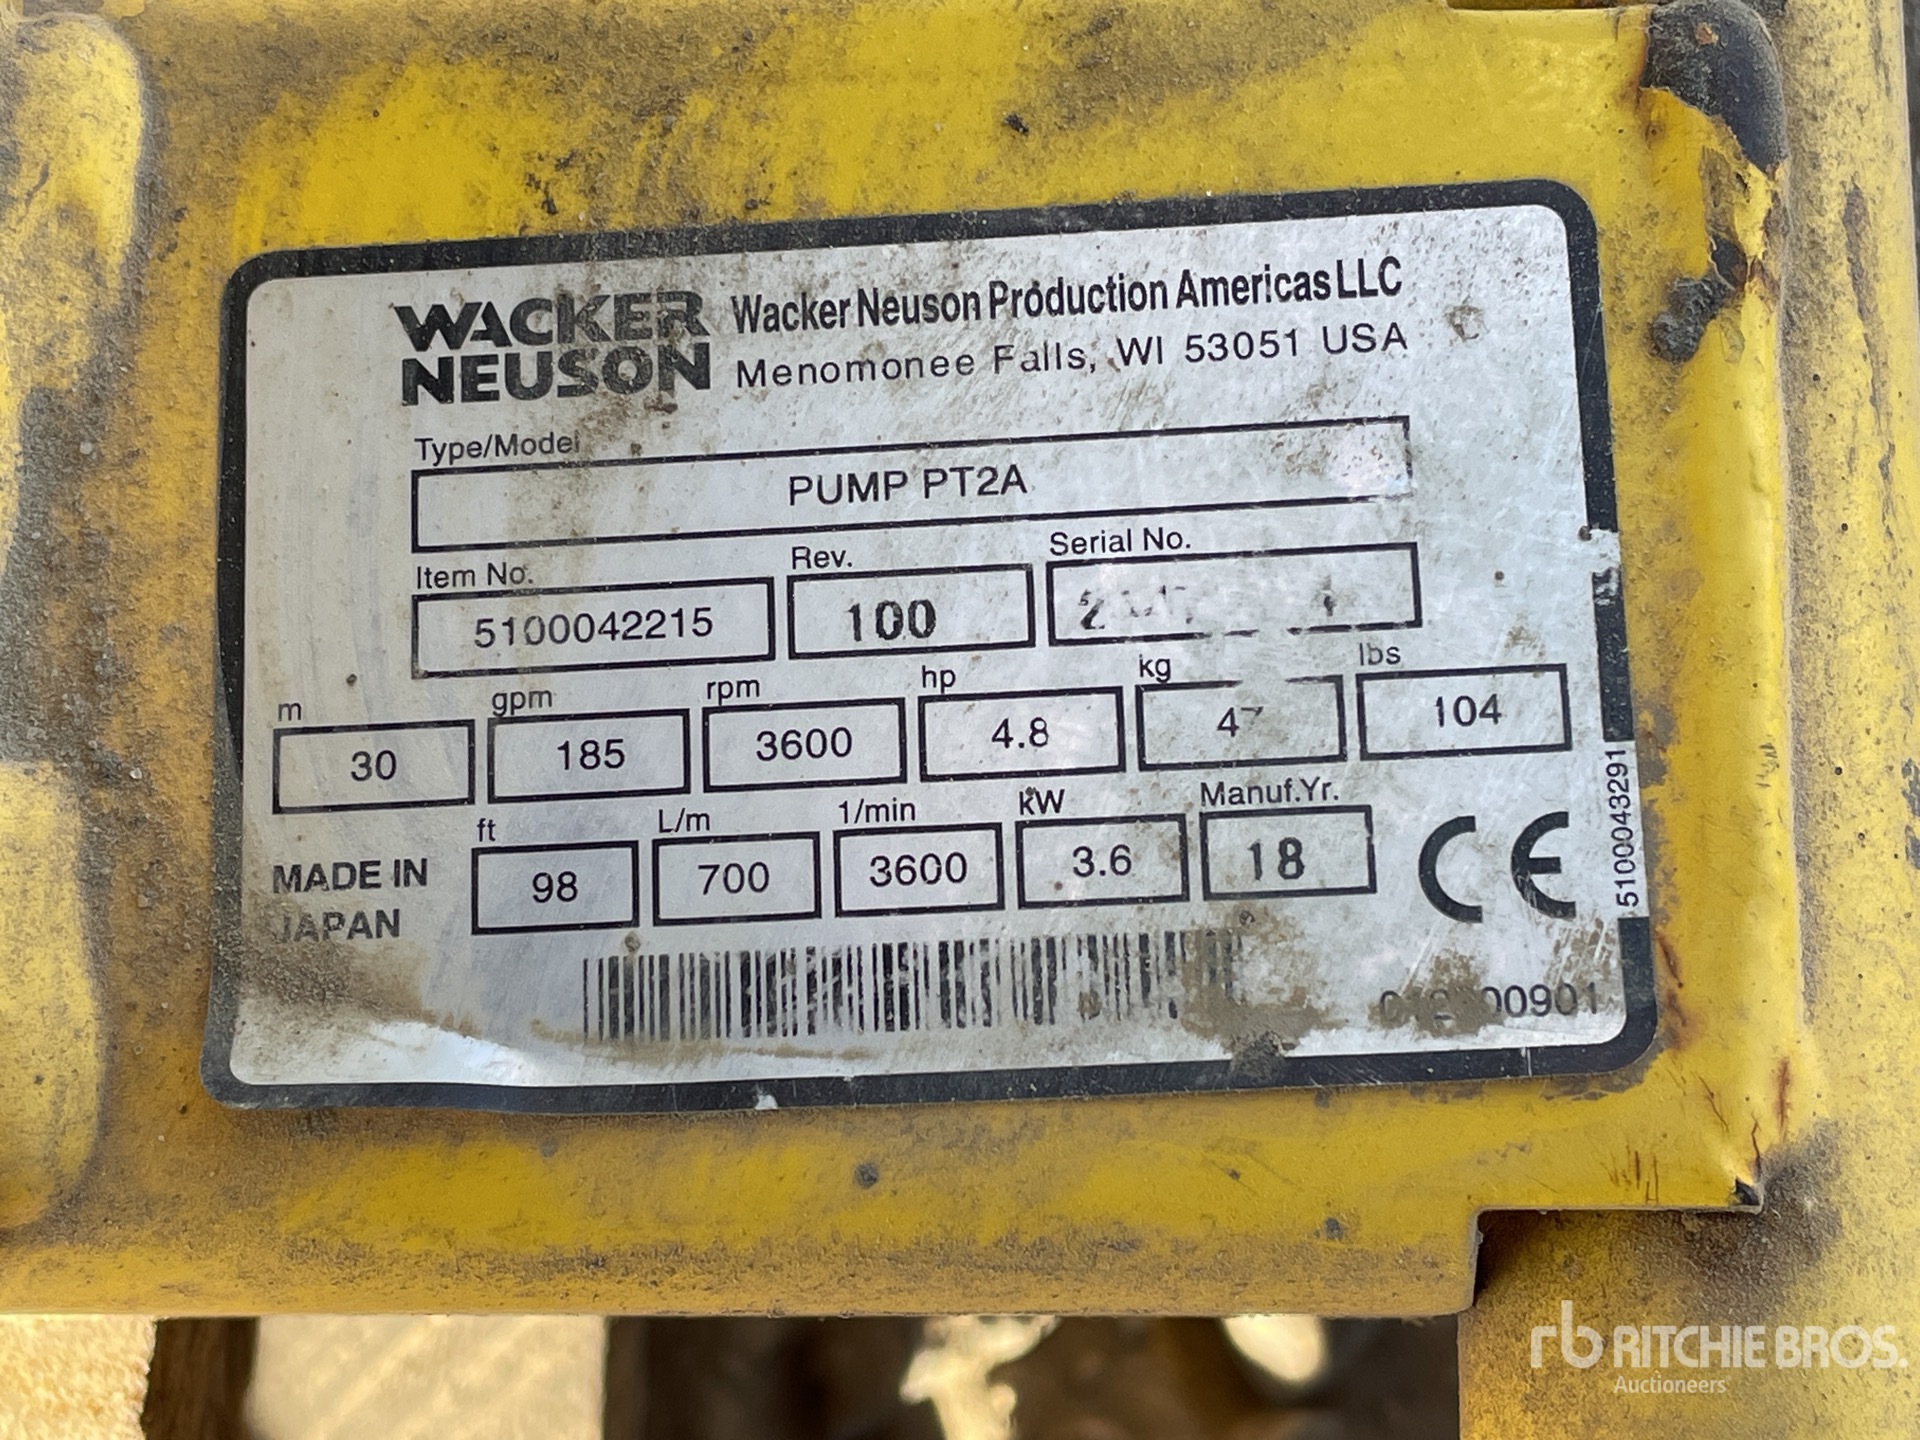 WACKER NEUSON
Wacker Neuson Production Americas LLC
Menomonee Falls, WI 53051 USA
Type/Model
PUMP PT2A
Item No. Rev. Serial No.
5100042215 100
m gpm rpm hp kg lbs
30 185 3600 4.8 47 104
ft L/m 1/min kW Manuf.Yr.
MADE IN JAPAN
98 700 3600 3.6 18 CE
5100043291
rb RITCHIE BROS.
Auctioneers